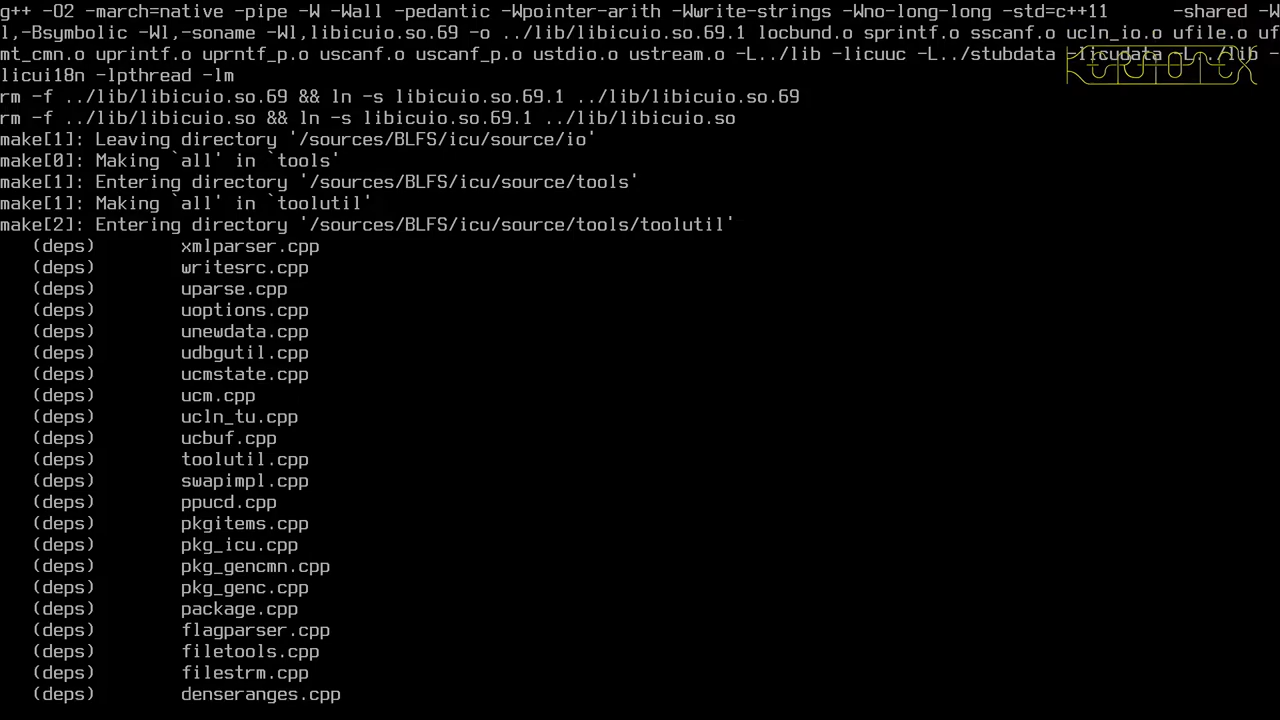 g++ -O2 -march=native -pipe -W -Wall -pedantic -Wpointer-arith -Wwrite-strings -Wno-long-long -std=c++11      -shared -W
l,-Bsymbolic -Wl,-soname -Wl,libicuio.so.69 -o ../lib/libicuio.so.69.1 locbund.o sprintf.o sscanf.o ucln_io.o ufile.o uf
mt_cmn.o uprintf.o uprntf_p.o uscanf.o uscanf_p.o ustdio.o ustream.o -L../lib -licuuc -L../stubdata -licudata -L../lib -
licui18n -lpthread -lm
rm -f ../lib/libicuio.so.69 && ln -s libicuio.so.69.1 ../lib/libicuio.so.69
rm -f ../lib/libicuio.so && ln -s libicuio.so.69.1 ../lib/libicuio.so
make[1]: Leaving directory '/sources/BLFS/icu/source/io'
make[0]: Making `all' in `tools'
make[1]: Entering directory '/sources/BLFS/icu/source/tools'
make[1]: Making `all' in `toolutil'
make[2]: Entering directory '/sources/BLFS/icu/source/tools/toolutil'
   (deps)        xmlparser.cpp
   (deps)        writesrc.cpp
   (deps)        uparse.cpp
   (deps)        uoptions.cpp
   (deps)        unewdata.cpp
   (deps)        udbgutil.cpp
   (deps)        ucmstate.cpp
   (deps)        ucm.cpp
   (deps)        ucln_tu.cpp
   (deps)        ucbuf.cpp
   (deps)        toolutil.cpp
   (deps)        swapimpl.cpp
   (deps)        ppucd.cpp
   (deps)        pkgitems.cpp
   (deps)        pkg_icu.cpp
   (deps)        pkg_gencmn.cpp
   (deps)        pkg_genc.cpp
   (deps)        package.cpp
   (deps)        flagparser.cpp
   (deps)        filetools.cpp
   (deps)        filestrm.cpp
   (deps)        denseranges.cpp